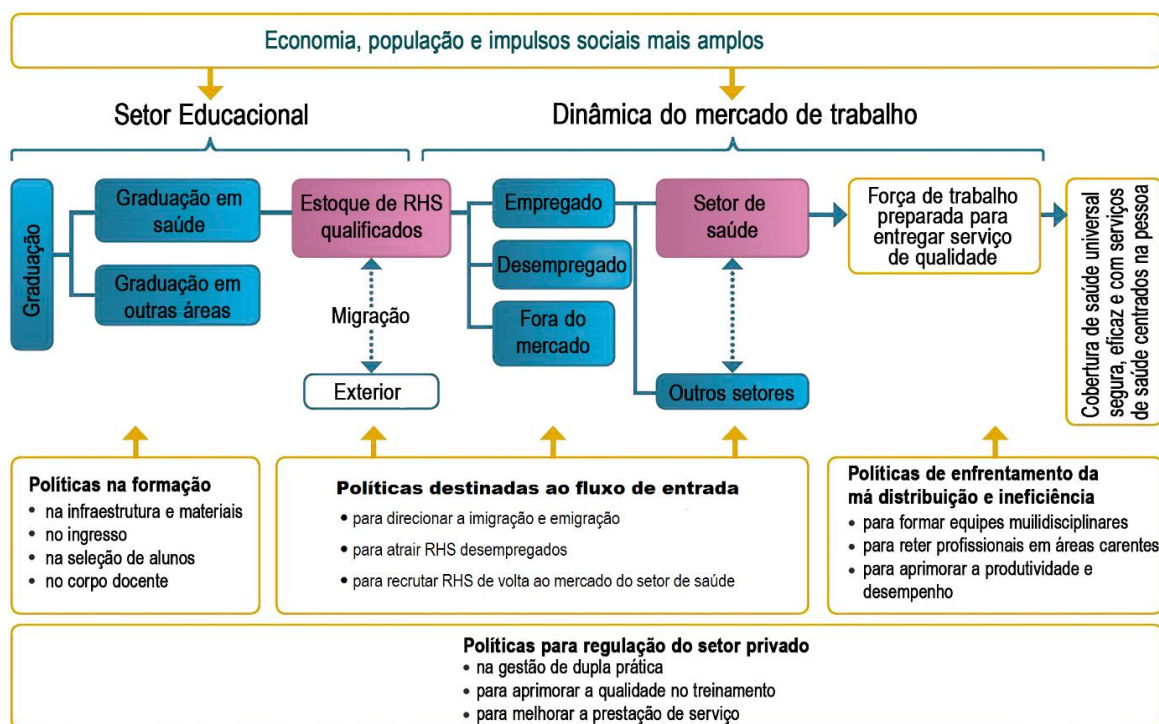 Economia, população e impulsos sociais mais amplos
Setor Educacional
Dinâmica do mercado de trabalho
Graduação
Graduação em
saúde
Graduação em
outras áreas
Estoque de RHS
qualificados
Migração
Exterior
Empregado
Desempregado
Fora do
mercado
Setor de
saúde
Outros setores
Força de trabalho
preparada para
entregar serviço
de qualidade
Cobertura de saúde universal
segura, eficaz e com serviços
de saúde centrados na pessoa
Políticas na formação
• na infraestrutura e materiais
• no ingresso
• na seleção de alunos
• no corpo docente
Políticas destinadas ao fluxo de entrada
• para direcionar a imigração e emigração
• para atrair RHS desempregados
• para recrutar RHS de volta ao mercado do setor de saúde
Políticas de enfrentamento da
má distribuição e ineficiência
• para formar equipes muilidisciplinares
• para reter profissionais em áreas carentes
• para aprimorar a produtividade e
desempenho
Políticas para regulação do setor privado
• na gestão de dupla prática
• para aprimorar a qualidade no treinamento
• para melhorar a prestação de serviço